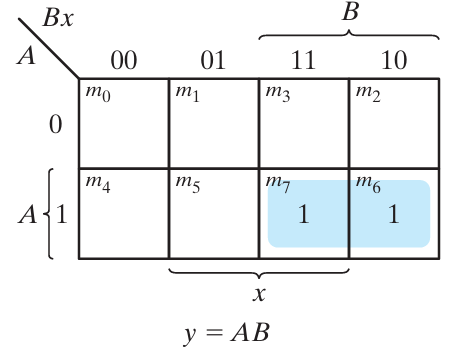 Bx
B
A
00 01 11 10
m0 m1 m3 m2
0
m4 m5 m7 m6
A 1 1 1
x
y = AB